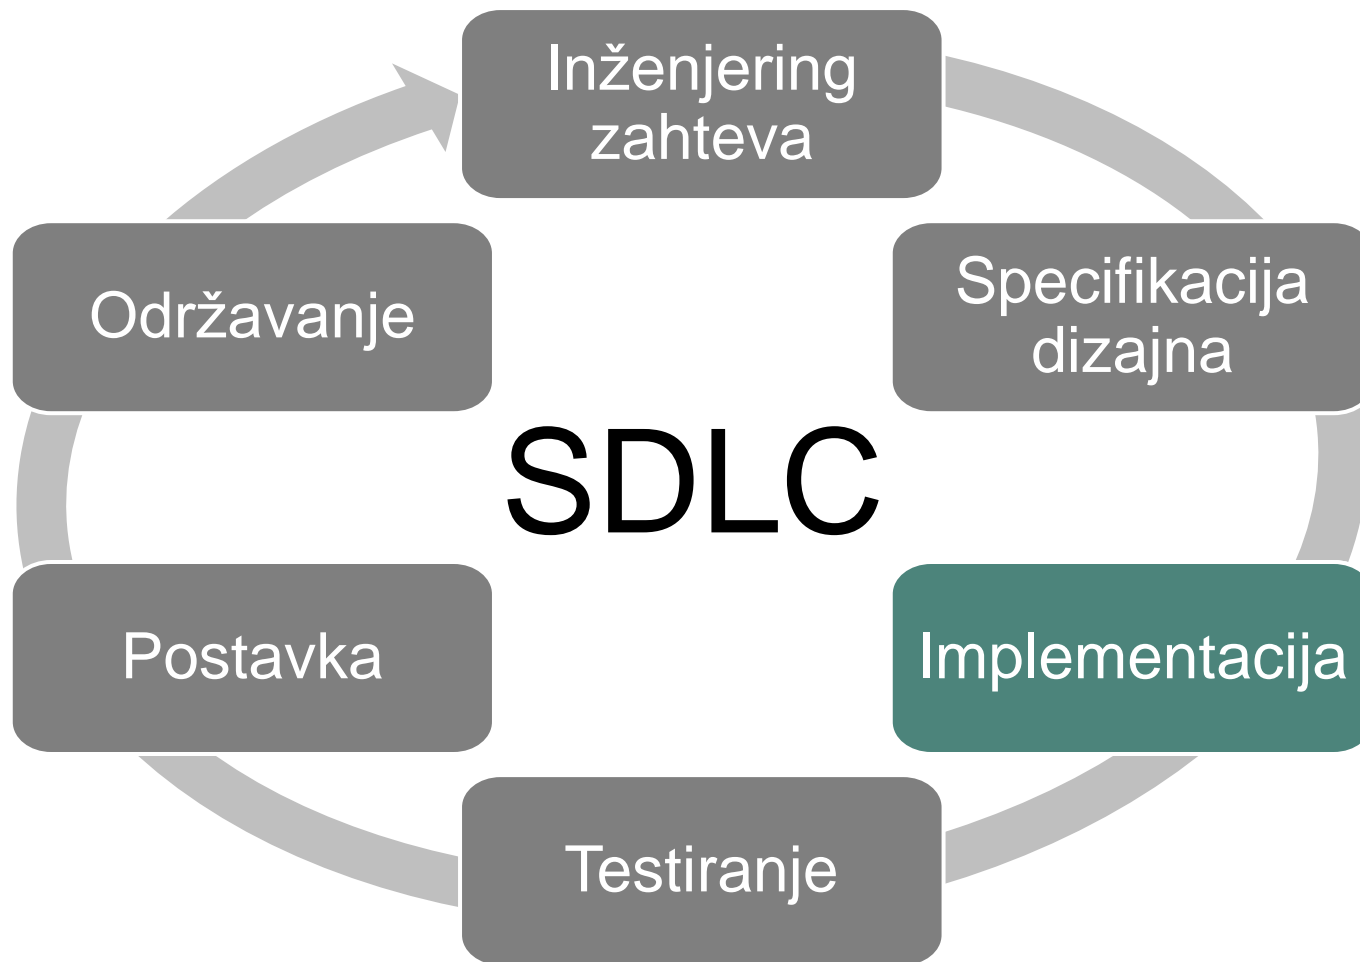 Inženjering
zahteva
Specifikacija
dizajna
Održavanje
SDLC
Implementacija
Postavka
Testiranje